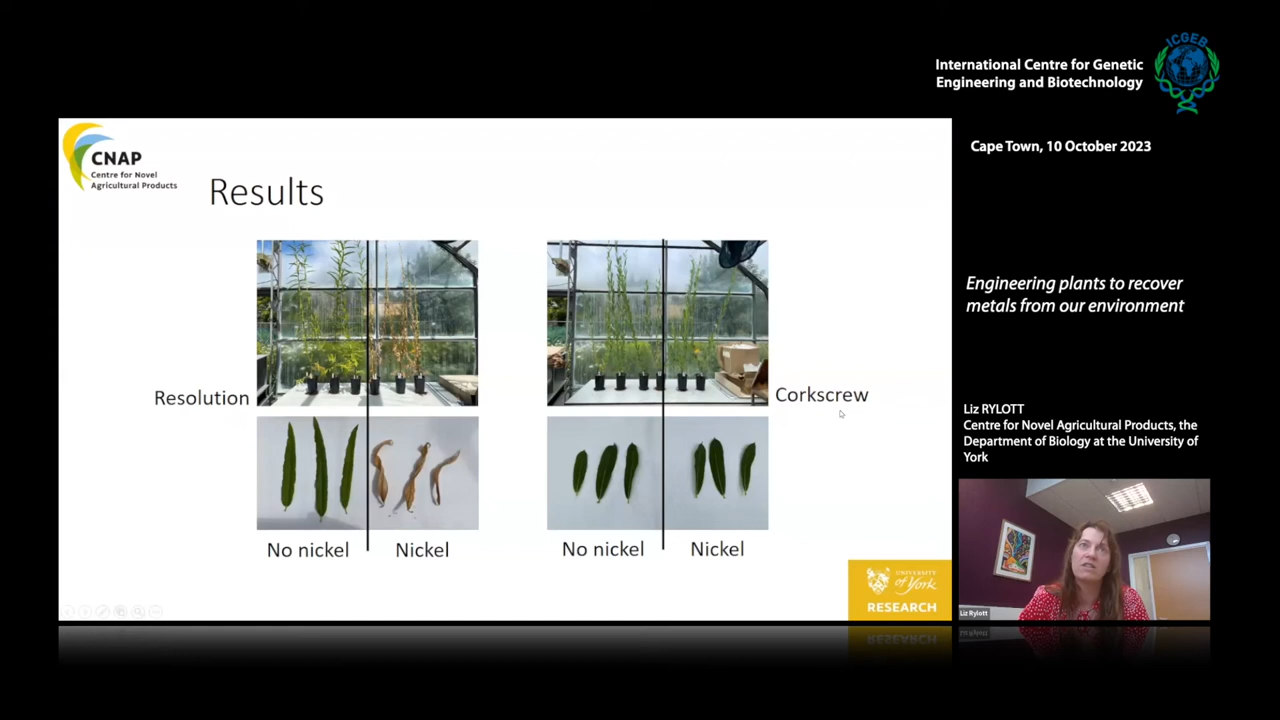 International Centre for Genetic
Engineering and Biotechnology
ICGEB
Cape Town, 10 October 2023
CNAP
Centre for Novel
Agricultural Products
Results
Resolution
Corkscrew
No nickel
Nickel
No nickel
Nickel
UNIVERSITY
of York
RESEARCH
Engineering plants to recover
metals from our environment
Liz RYLOTT
Centre for Novel Agricultural Products, the
Department of Biology at the University of
York
Liz Rylott